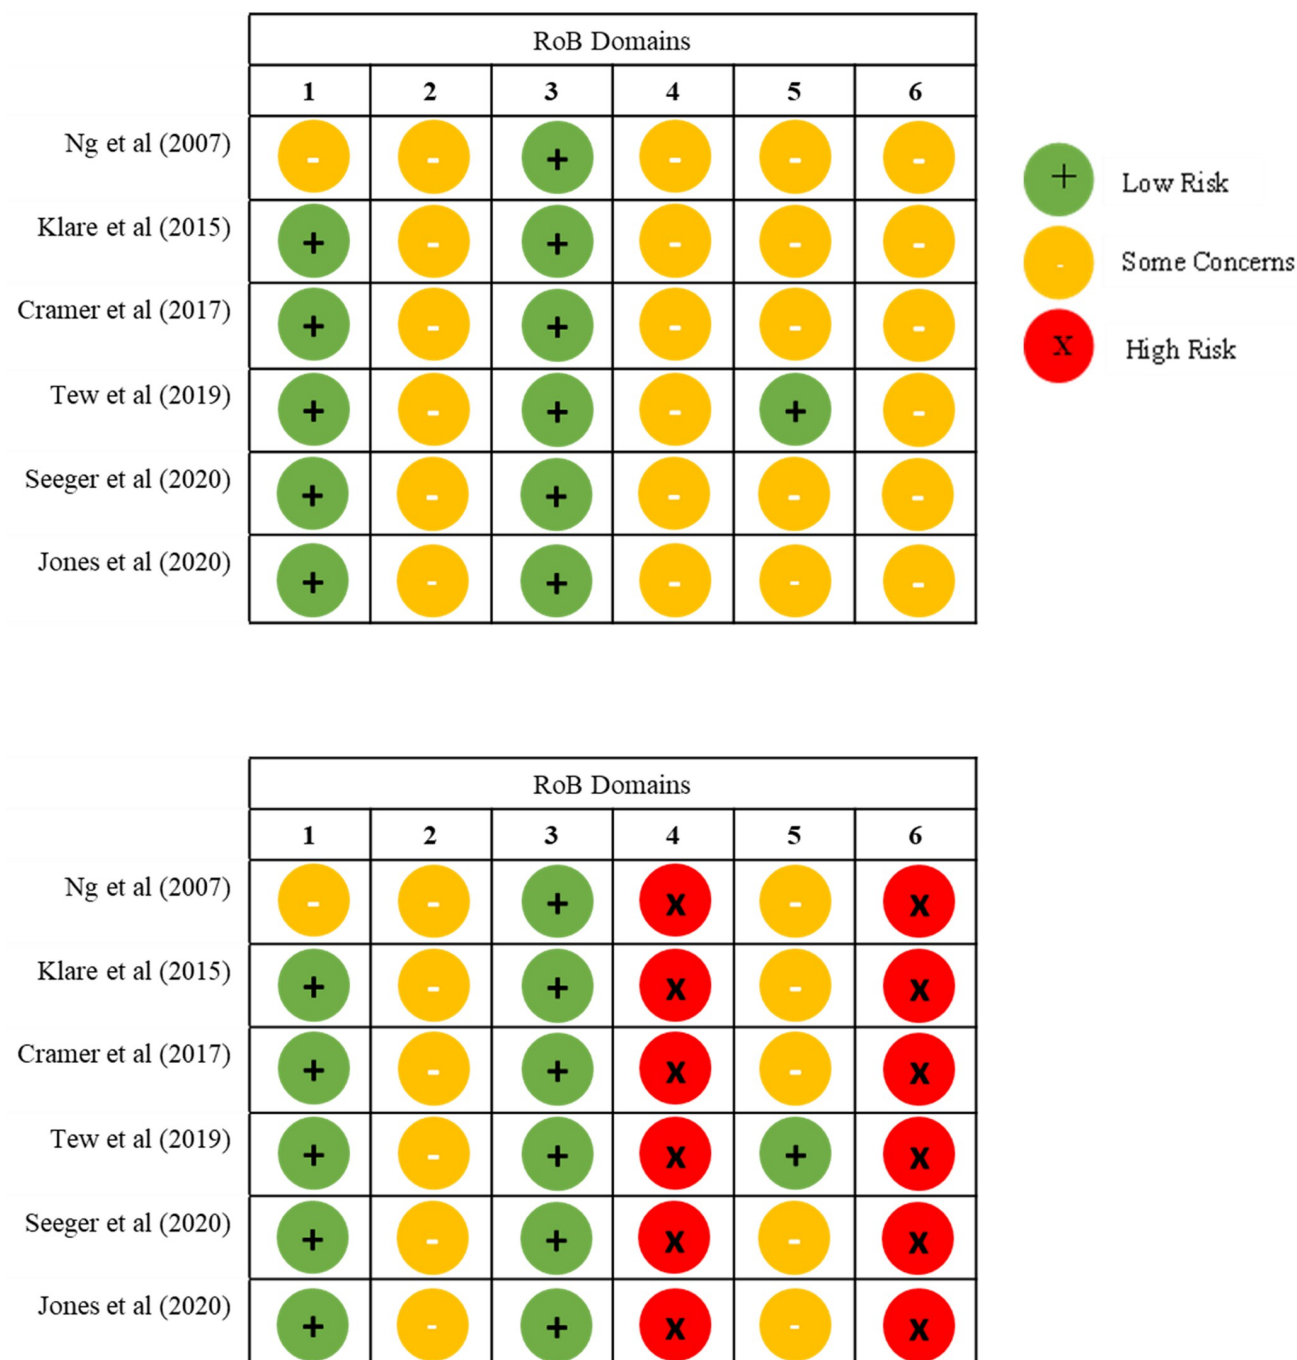 RoB Domains
1 2 3 4 5 6
Ng et al (2007) - - + - - -
Klare et al (2015) + - + - - -
Cramer et al (2017) + - + - - -
Tew et al (2019) + - + - + -
Seeger et al (2020) + - + - - -
Jones et al (2020) + - + - - -
+ Low Risk
- Some Concerns
X High Risk
RoB Domains
1 2 3 4 5 6
Ng et al (2007) - - + X - X
Klare et al (2015) + - + X - X
Cramer et al (2017) + - + X - X
Tew et al (2019) + - + X + X
Seeger et al (2020) + - + X - X
Jones et al (2020) + - + X - X